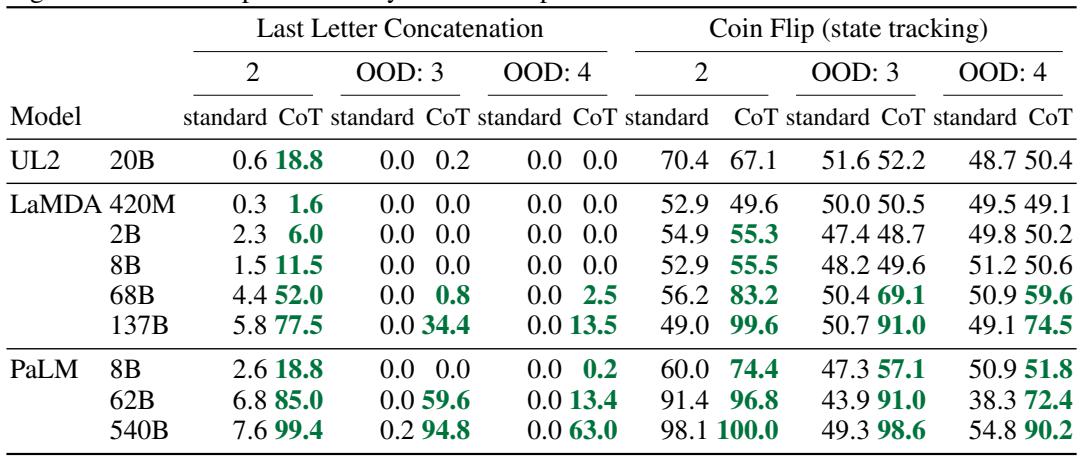 Last Letter Concatenation Coin Flip (state tracking)
2 OOD: 3 OOD: 4 2 OOD: 3 OOD: 4
Model standard CoT standard CoT standard CoT standard CoT standard CoT standard CoT
UL2 20B 0.6 18.8 0.0 0.2 0.0 0.0 70.4 67.1 51.6 52.2 48.7 50.4
LaMDA 420M 0.3 1.6 0.0 0.0 0.0 0.0 52.9 49.6 50.0 50.5 49.5 49.1
2B 2.3 6.0 0.0 0.0 0.0 0.0 54.9 55.3 47.4 48.7 49.8 50.2
8B 1.5 11.5 0.0 0.0 0.0 0.0 52.9 55.5 48.2 49.6 51.2 50.6
68B 4.4 52.0 0.0 0.8 0.0 2.5 56.2 83.2 50.4 69.1 50.9 59.6
137B 5.8 77.5 0.0 34.4 0.0 13.5 49.0 99.6 50.7 91.0 49.1 74.5
PaLM 8B 2.6 18.8 0.0 0.0 0.0 0.2 60.0 74.4 47.3 57.1 50.9 51.8
62B 6.8 85.0 0.0 59.6 0.0 13.4 91.4 96.8 43.9 91.0 38.3 72.4
540B 7.6 99.4 0.2 94.8 0.0 63.0 98.1 100.0 49.3 98.6 54.8 90.2